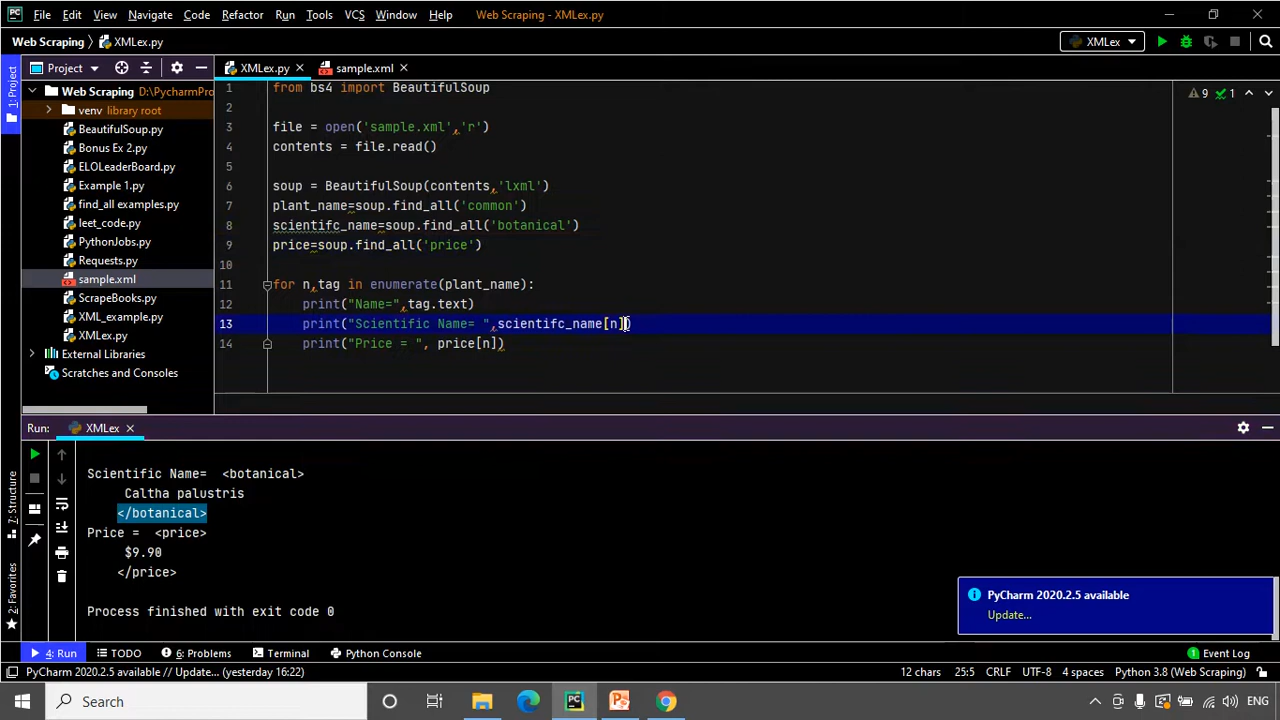 PC File Edit View Navigate Code Refactor Run Tools VCS Window Help Web Scraping - XMLex.py
Web Scraping XMLex.py XMLex
1: Project
Project XMLex.py sample.xml
Web Scraping D:\PycharmPro
venv library root
BeautifulSoup.py
Bonus Ex 2.py
ELOLeaderBoard.py
Example 1.py
find_all examples.py
leet_code.py
PythonJobs.py
Requests.py
sample.xml
ScrapeBooks.py
XML_example.py
XMLex.py
External Libraries
Scratches and Consoles
9 1
1 from bs4 import BeautifulSoup
2
3 file = open('sample.xml','r')
4 contents = file.read()
5
6 soup = BeautifulSoup(contents,'lxml')
7 plant_name=soup.find_all('common')
8 scientifc_name=soup.find_all('botanical')
9 price=soup.find_all('price')
10
11 for n,tag in enumerate(plant_name):
12 print("Name=",tag.text)
13 print("Scientific Name= ",scientifc_name[n])
14 print("Price = ", price[n])
Run: XMLex
Scientific Name=  <botanical>
Caltha palustris
</botanical>
Price =  <price>
$9.90
</price>
Process finished with exit code 0
7: Structure
2: Favorites
PyCharm 2020.2.5 available
Update...
4: Run TODO 6: Problems Terminal Python Console 1 Event Log
PyCharm 2020.2.5 available // Update... (yesterday 16:22) 12 chars 25:5 CRLF UTF-8 4 spaces Python 3.8 (Web Scraping)
Search PC ENG